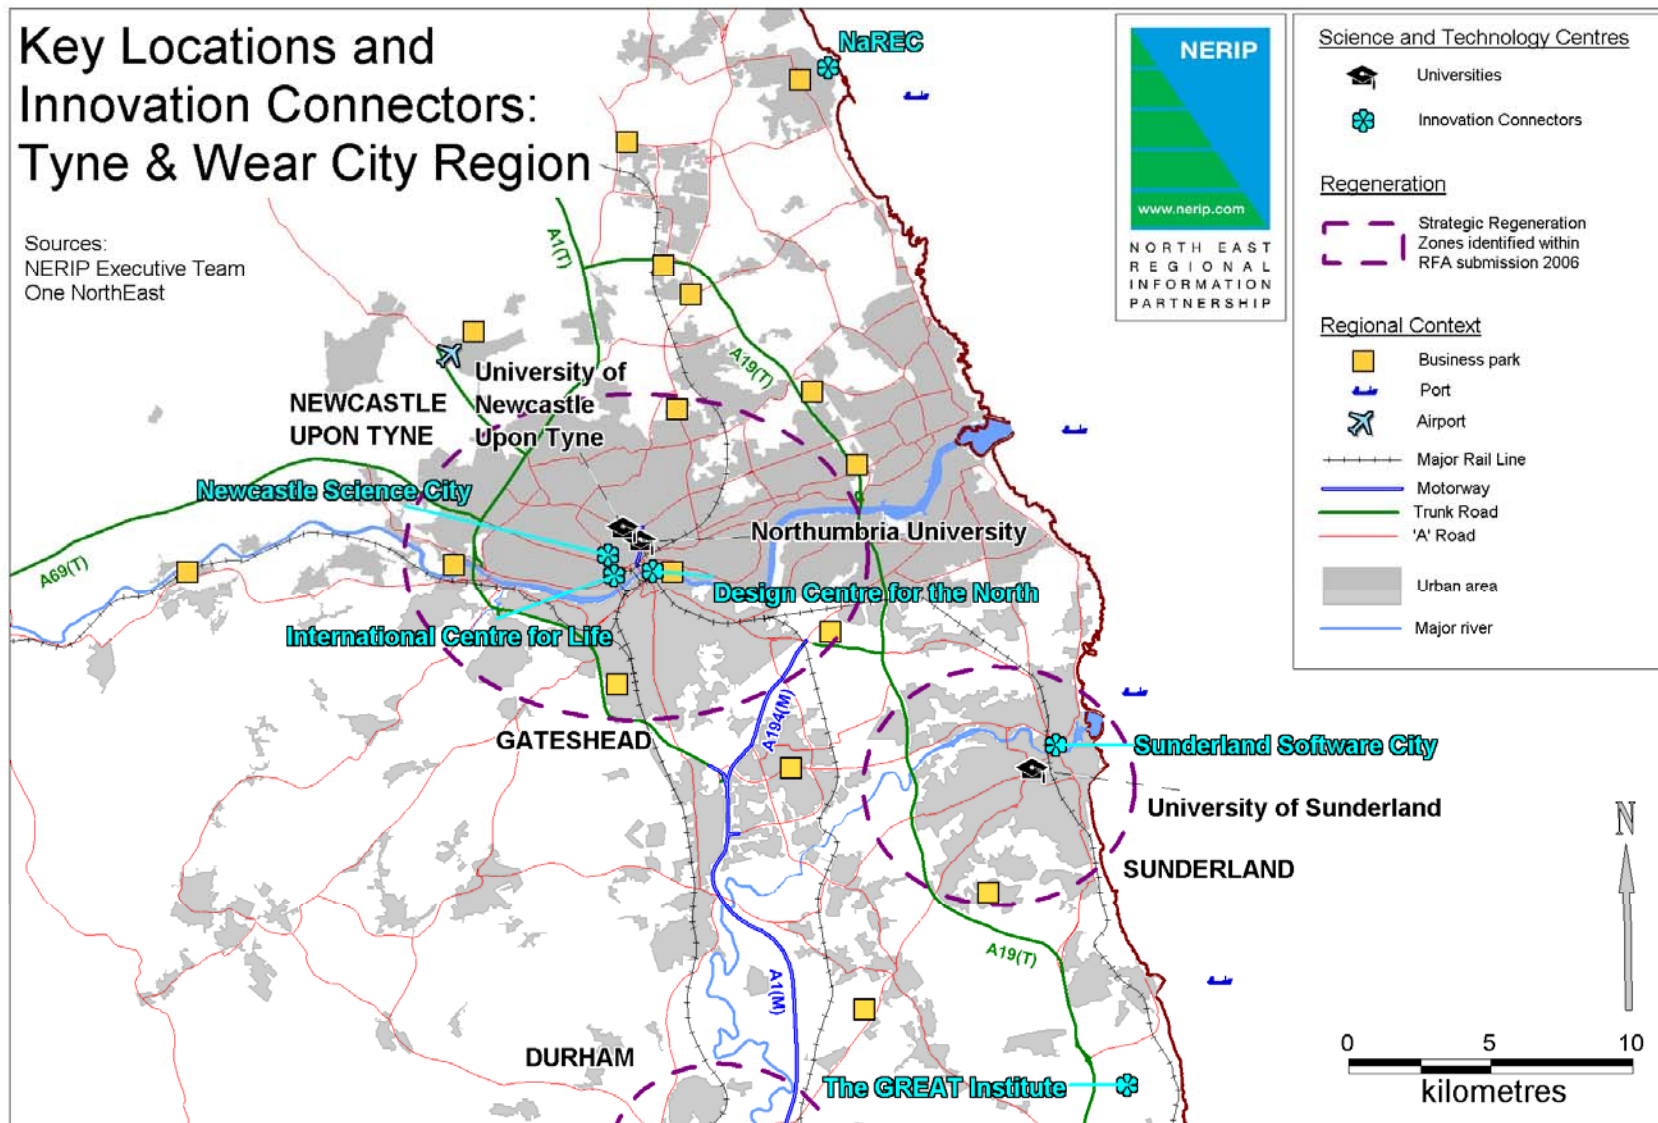 Key Locations and
Innovation Connectors:
Tyne & Wear City Region
Sources:
NERIP Executive Team
One NorthEast
NaREC
NERIP
www.nerip.com
NORTH EAST
REGIONAL
INFORMATION
PARTNERSHIP
Science and Technology Centres
Universities
Innovation Connectors
Regeneration
Strategic Regeneration
Zones identified within
RFA submission 2006
Regional Context
Business park
Port
Airport
Major Rail Line
Motorway
Trunk Road
'A' Road
Urban area
Major river
A1(T)
A19(T)
University of
Newcastle
Upon Tyne
NEWCASTLE
UPON TYNE
Newcastle Science City
Northumbria University
A69(T)
Design Centre for the North
International Centre for Life
A194(M)
GATESHEAD
Sunderland Software City
University of Sunderland
SUNDERLAND
A19(T)
A1(M)
DURHAM
The GREAT Institute
N
0 5 10
kilometres